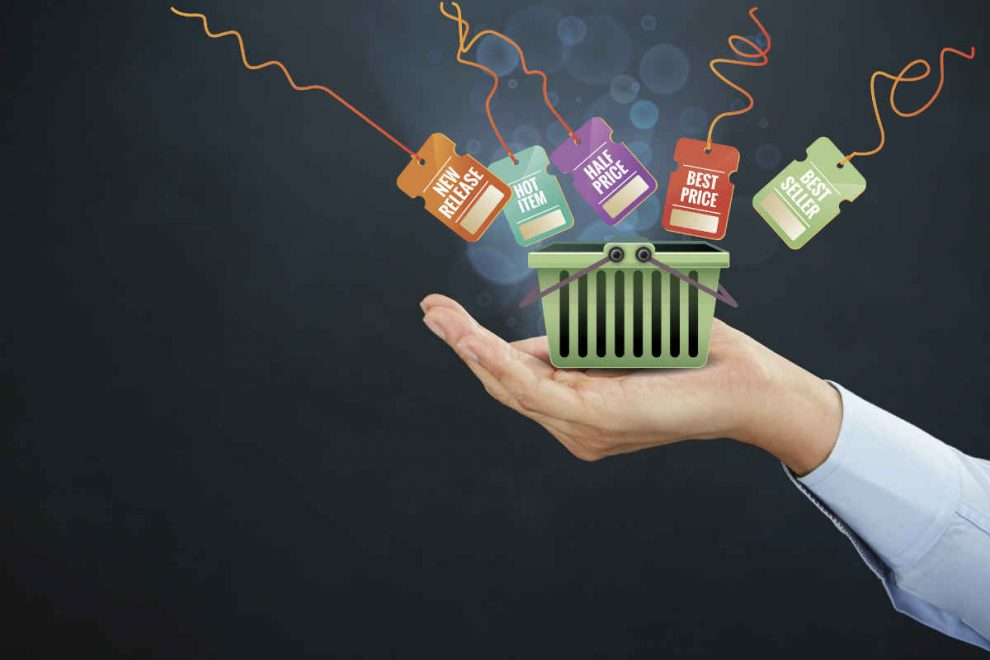 NEW
RELEASE
HOT
ITEM
HALF
PRICE
BEST
PRICE
BEST
SELLER